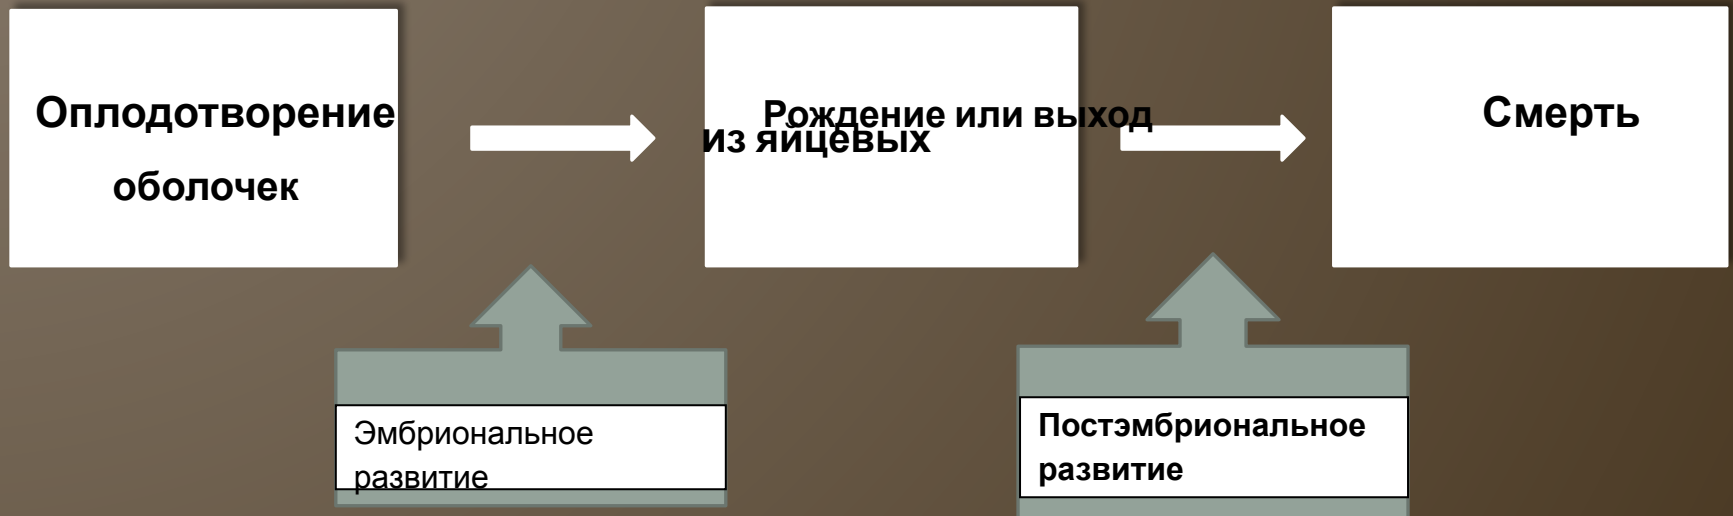 Оплодотворение
оболочек
Рождение или выход
из яйцевых
Смерть
Эмбриональное
развитие
Постэмбриональное
развитие